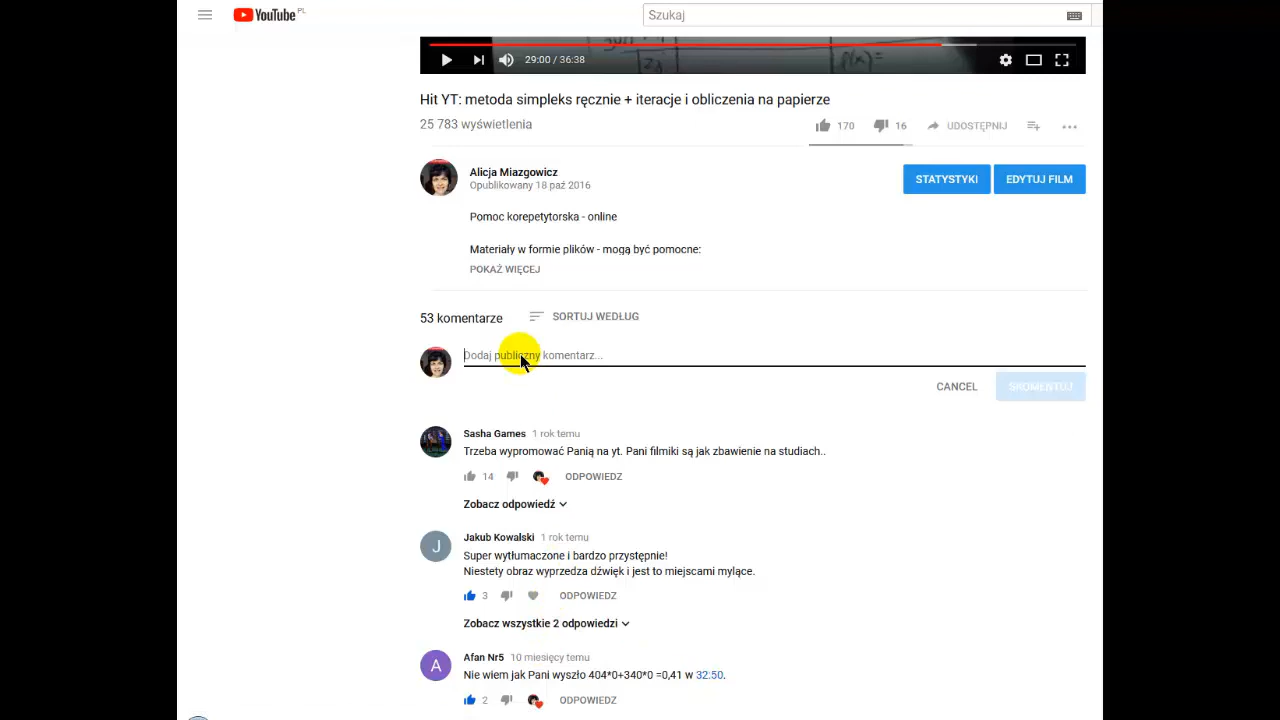 YouTube PL
Szukaj
29:00 / 36:38
Hit YT: metoda simpleks ręcznie + iteracje i obliczenia na papierze
25 783 wyświetlenia
170
16
UDOSTĘPNIJ
Alicja Miazgowicz
Opublikowany 18 paź 2016
STATYSTYKI
EDYTUJ FILM
Pomoc korepetytorska - online
Materiały w formie plików - mogą być pomocne:
POKAŻ WIĘCEJ
53 komentarze
SORTUJ WEDŁUG
Dodaj publiczny komentarz...
CANCEL
SKOMENTUJ
Sasha Games 1 rok temu
Trzeba wypromować Panią na yt. Pani filmiki są jak zbawienie na studiach..
14
ODPOWIEDZ
Zobacz odpowiedź
J
Jakub Kowalski 1 rok temu
Super wytłumaczone i bardzo przystępnie!
Niestety obraz wyprzedza dźwięk i jest to miejscami mylące.
3
ODPOWIEDZ
Zobacz wszystkie 2 odpowiedzi
A
Afan Nr5 10 miesięcy temu
Nie wiem jak Pani wyszło 404*0+340*0 =0,41 w 32:50.
2
ODPOWIEDZ